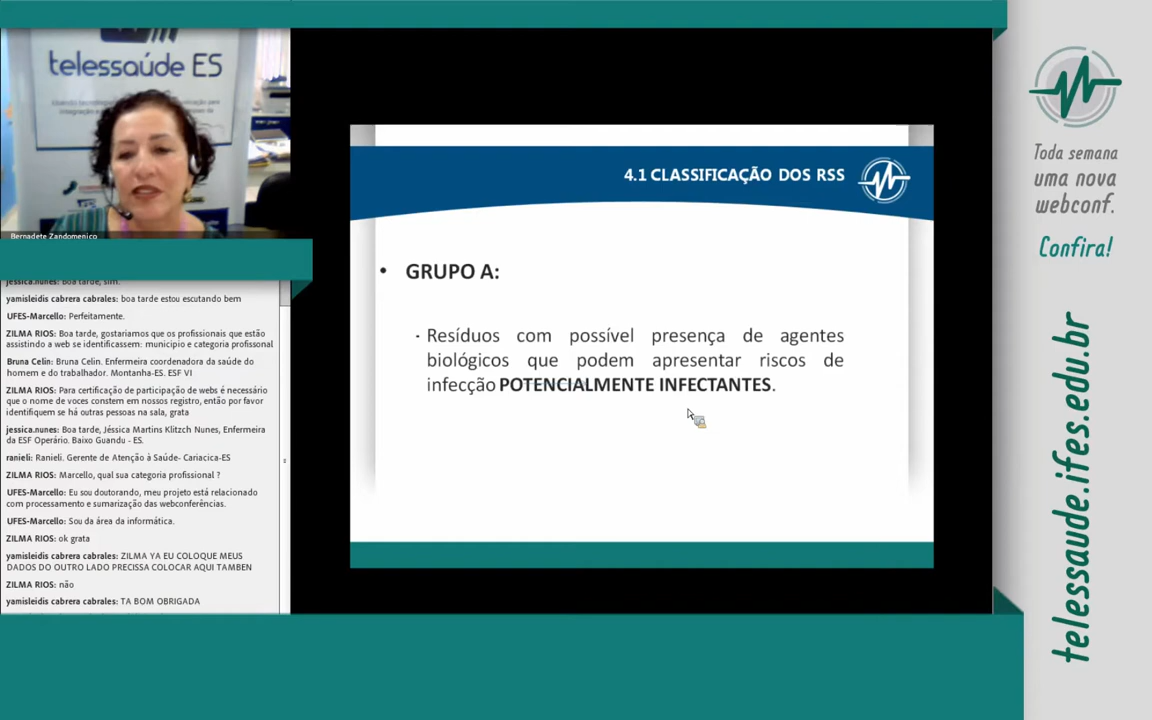 telessaúde ES
Bernadete Zandomenico
jessica.nunes: Boa tarde, sim.
yamisleidis cabrera cabrales: boa tarde estou escutando bem
UFES-Marcello: Perfeitamente.
ZILMA RIOS: Boa tarde, gostariamos que os profissionais que estão
assistindo a web se identificassem: municipio e categoria profissonal
Bruna Celin: Bruna Celin. Enfermeira coordenadora da saúde do
homem e do trabalhador. Montanha-ES. ESF VI
ZILMA RIOS: Para certificação de participação de webs é necessário
que o nome de voces constem em nossos registro, então por favor
identifiquem se há outras pessoas na sala, grata
jessica.nunes: Boa tarde, Jéssica Martins Klitzch Nunes, Enfermeira
da ESF Operário. Baixo Guandu - ES.
ranieli: Ranieli. Gerente de Atenção à Saúde- Cariacica-ES
ZILMA RIOS: Marcello, qual sua categoria profissional ?
UFES-Marcello: Eu sou doutorando, meu projeto está relacionado
com processamento e sumarização das webconferências.
UFES-Marcello: Sou da área da informática.
ZILMA RIOS: ok grata
yamisleidis cabrera cabrales: ZILMA YA EU COLOQUE MEUS
DADOS DO OUTRO LADO PRECISSA COLOCAR AQUI TAMBEN
ZILMA RIOS: não
yamisleidis cabrera cabrales: TA BOM OBRIGADA
4.1 CLASSIFICAÇÃO DOS RSS
• GRUPO A:
- Resíduos com possível presença de agentes
biológicos que podem apresentar riscos de
infecção POTENCIALMENTE INFECTANTES.
Toda semana
uma nova
webconf.
Confira!
telessaude.ifes.edu.br